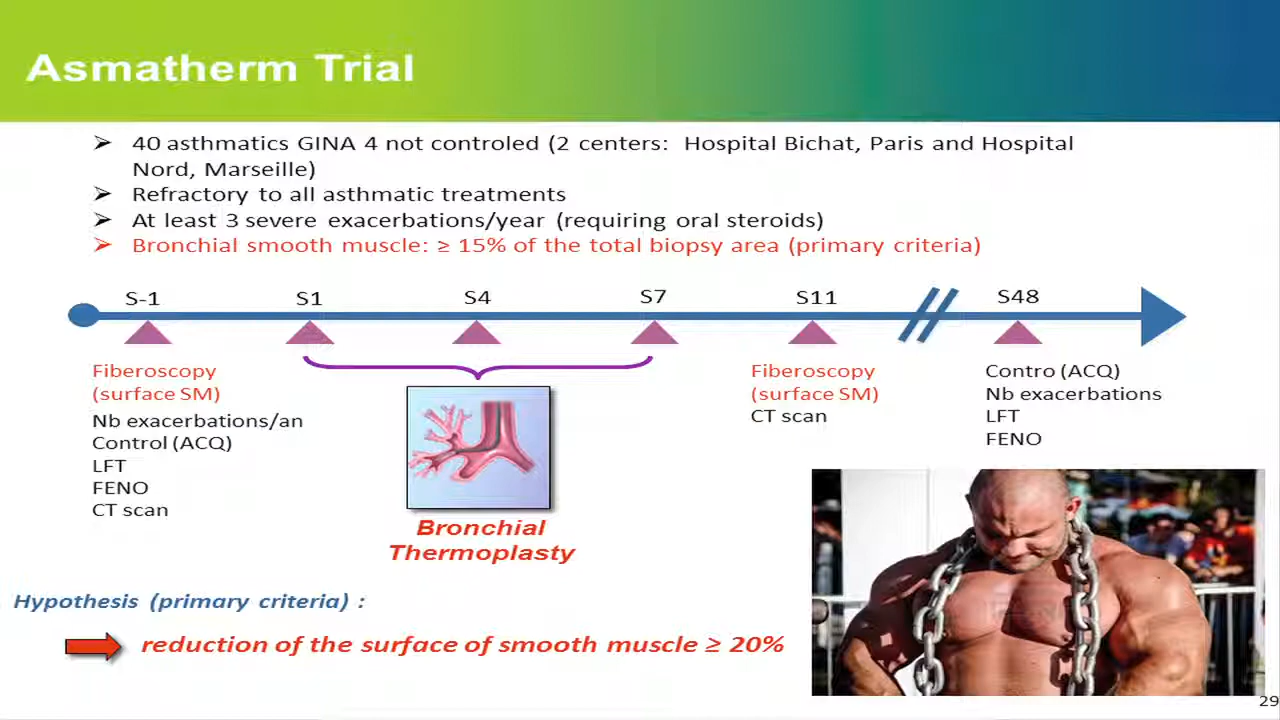 Asmatherm Trial
➢ 40 asthmatics GINA 4 not controled (2 centers: Hospital Bichat, Paris and Hospital
Nord, Marseille)
➢ Refractory to all asthmatic treatments
➢ At least 3 severe exacerbations/year (requiring oral steroids)
➢ Bronchial smooth muscle: ≥ 15% of the total biopsy area (primary criteria)
S-1 S1 S4 S7 S11 S48
Fiberoscopy
(surface SM)
Nb exacerbations/an
Control (ACQ)
LFT
FENO
CT scan
Bronchial
Thermoplasty
Fiberoscopy
(surface SM)
CT scan
Contro (ACQ)
Nb exacerbations
LFT
FENO
Hypothesis (primary criteria) :
reduction of the surface of smooth muscle ≥ 20%
29